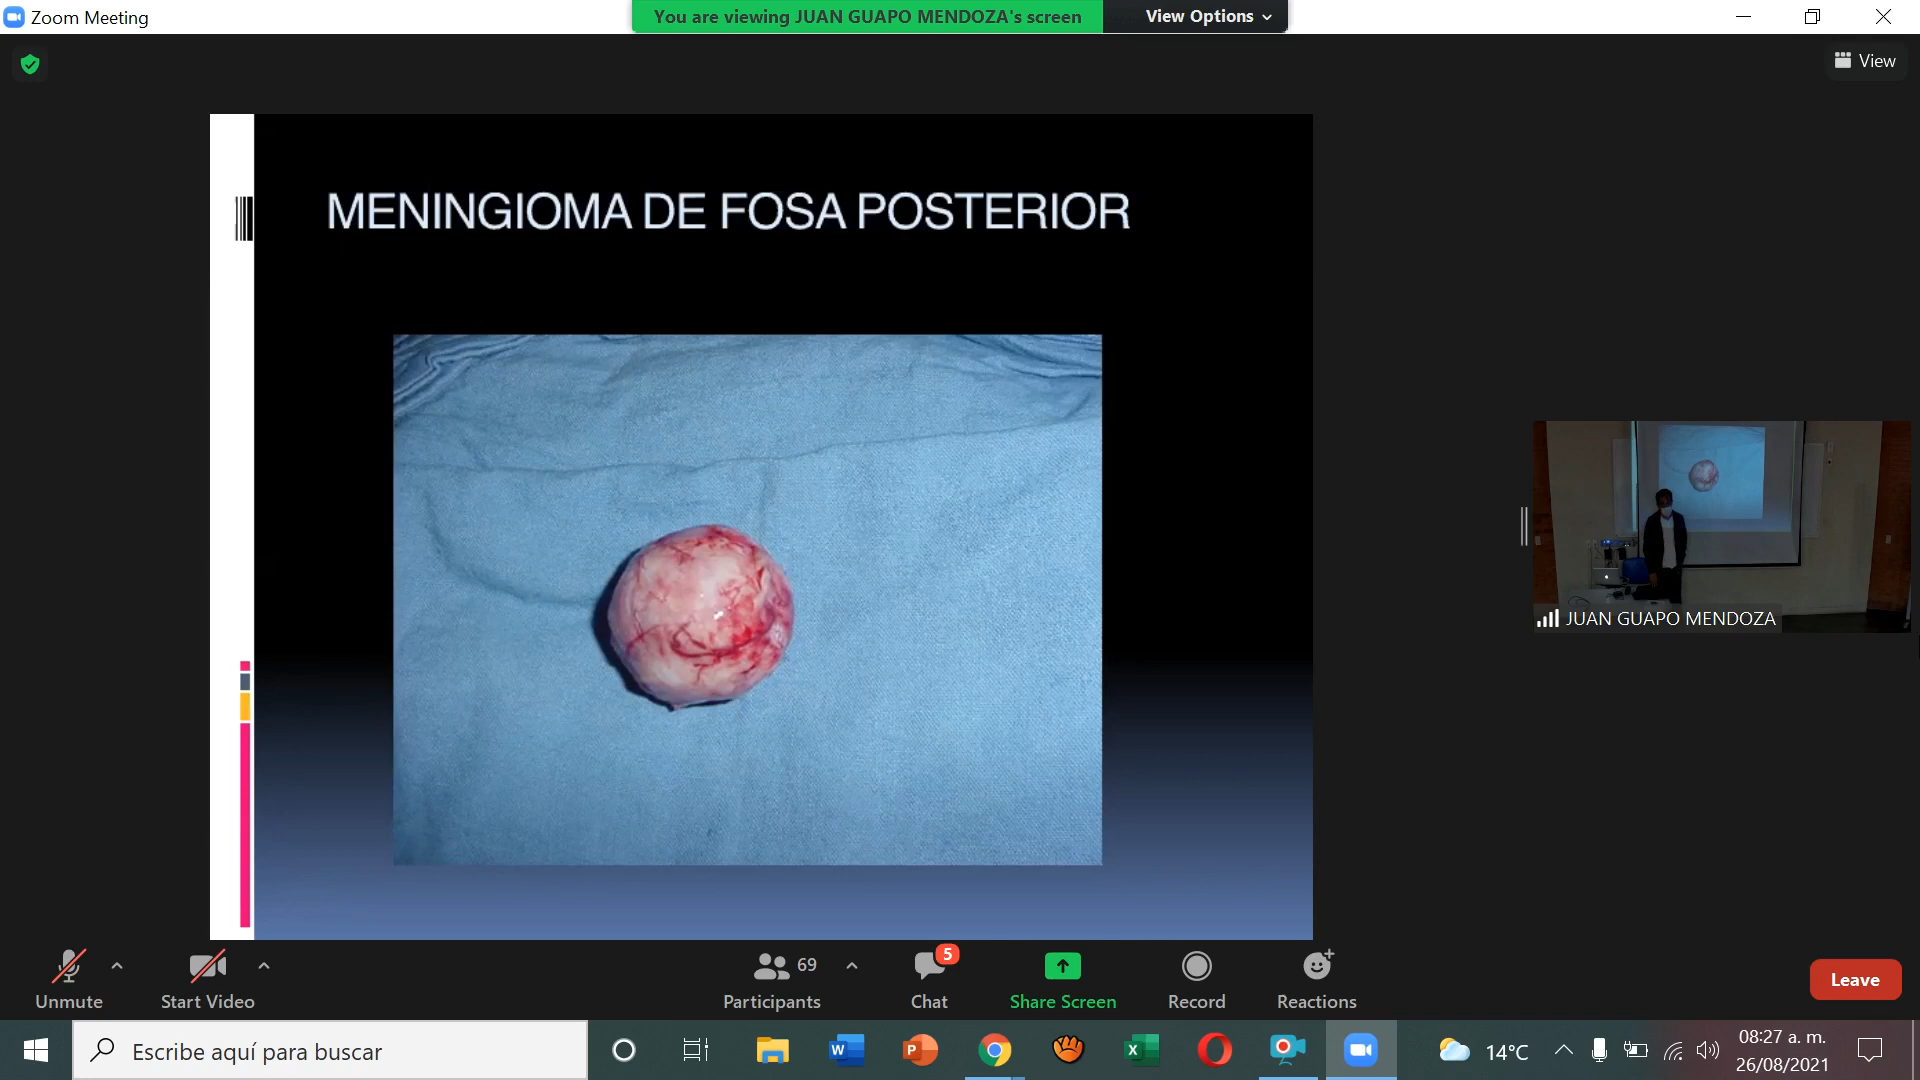 Zoom Meeting
You are viewing JUAN GUAPO MENDOZA's screen
View Options
View
MENINGIOMA DE FOSA POSTERIOR
JUAN GUAPO MENDOZA
Unmute
Start Video
69
Participants
5
Chat
Share Screen
Record
Reactions
Leave
Escribe aquí para buscar
14°C
08:27 a. m.
26/08/2021